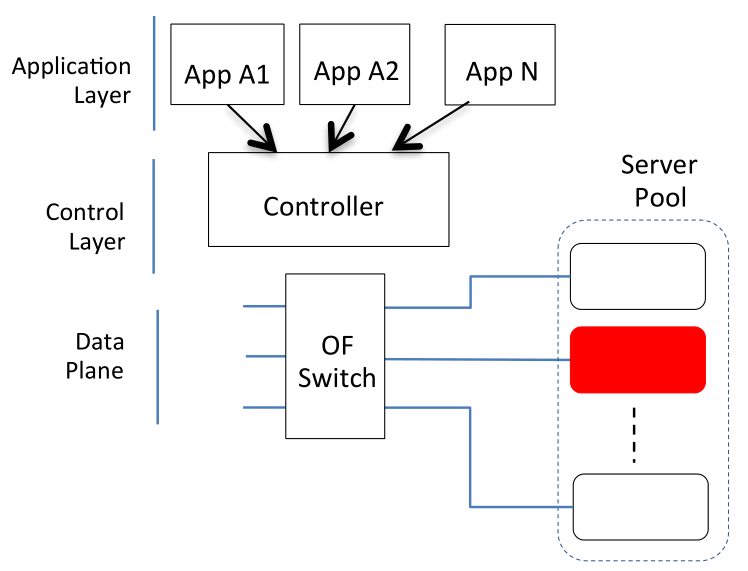 Application
Layer
App A1
App A2
App N
Control
Layer
Controller
Server
Pool
Data
Plane
OF
Switch